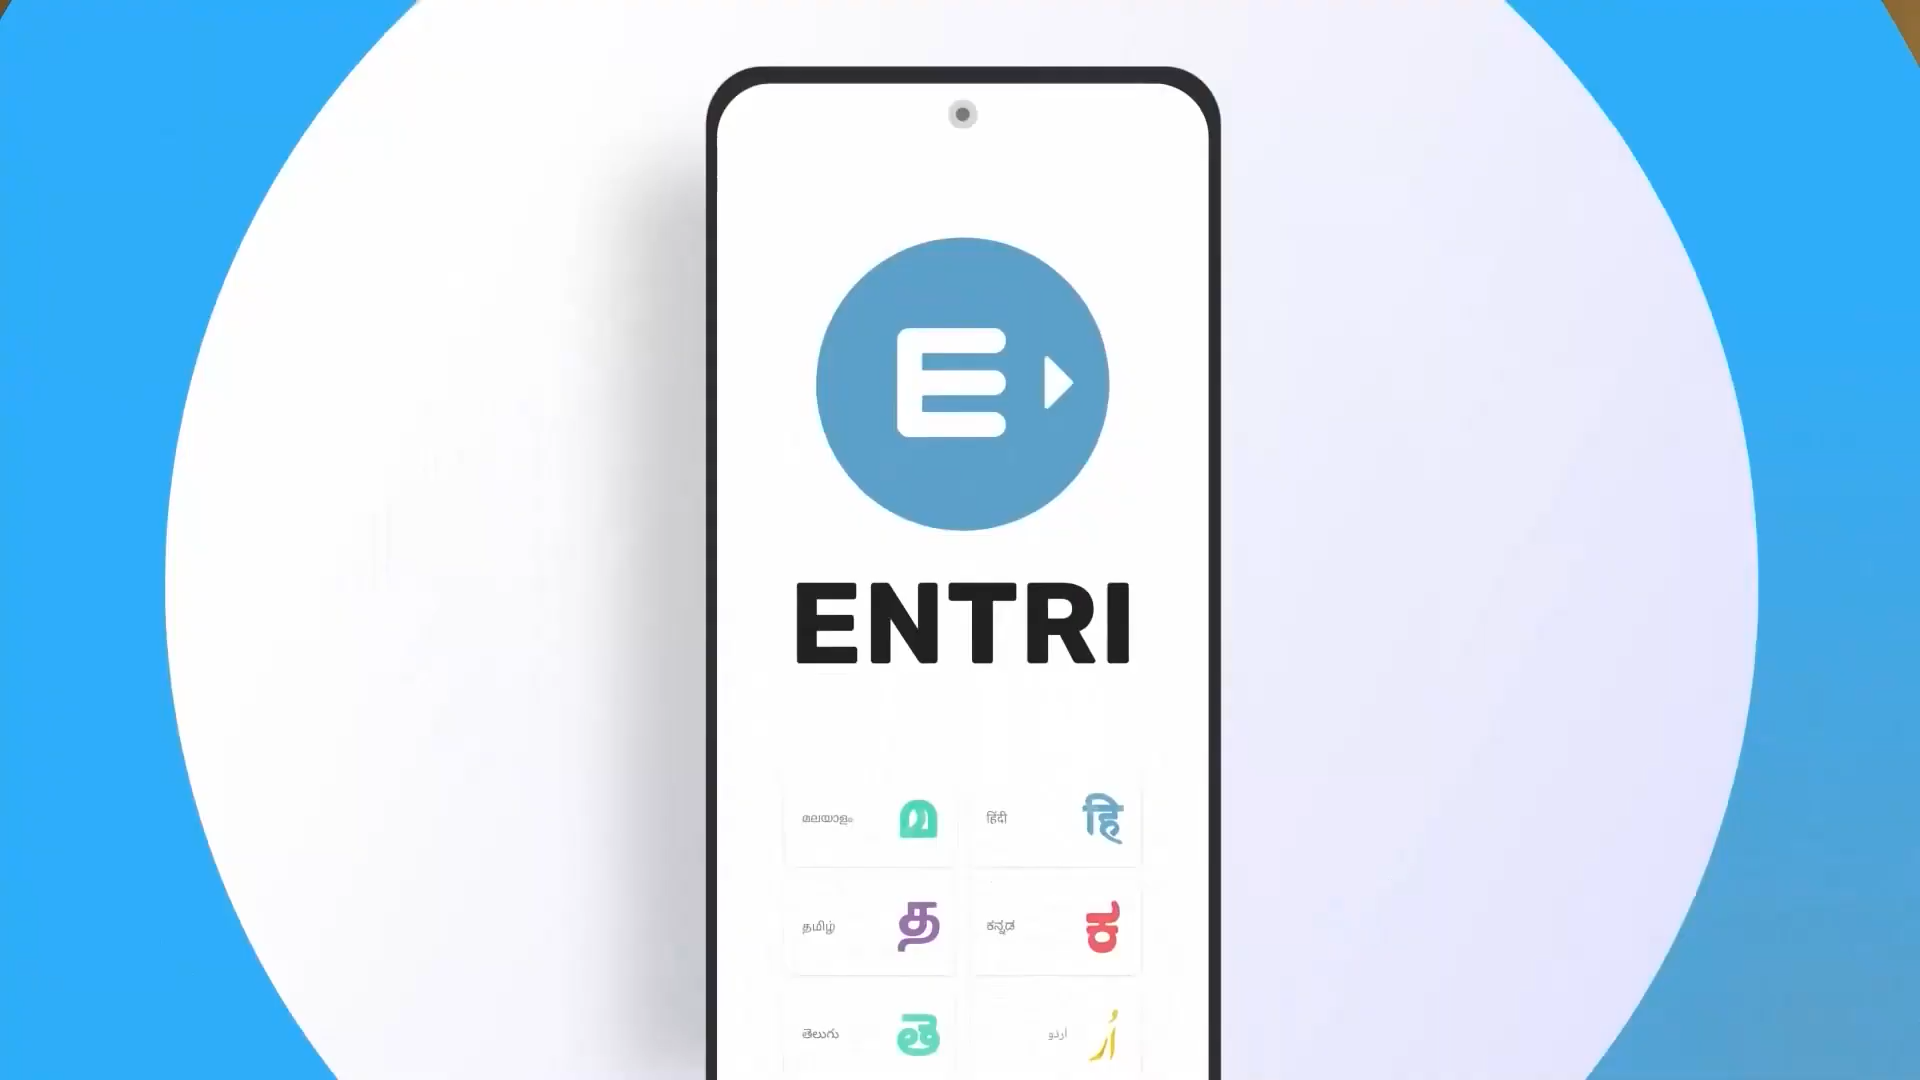 E
ENTRI
മലയാളം മ
हिंदी हि
தமிழ் த
ಕನ್ನಡ ಕ
తెలుగు తె
اردو اُر